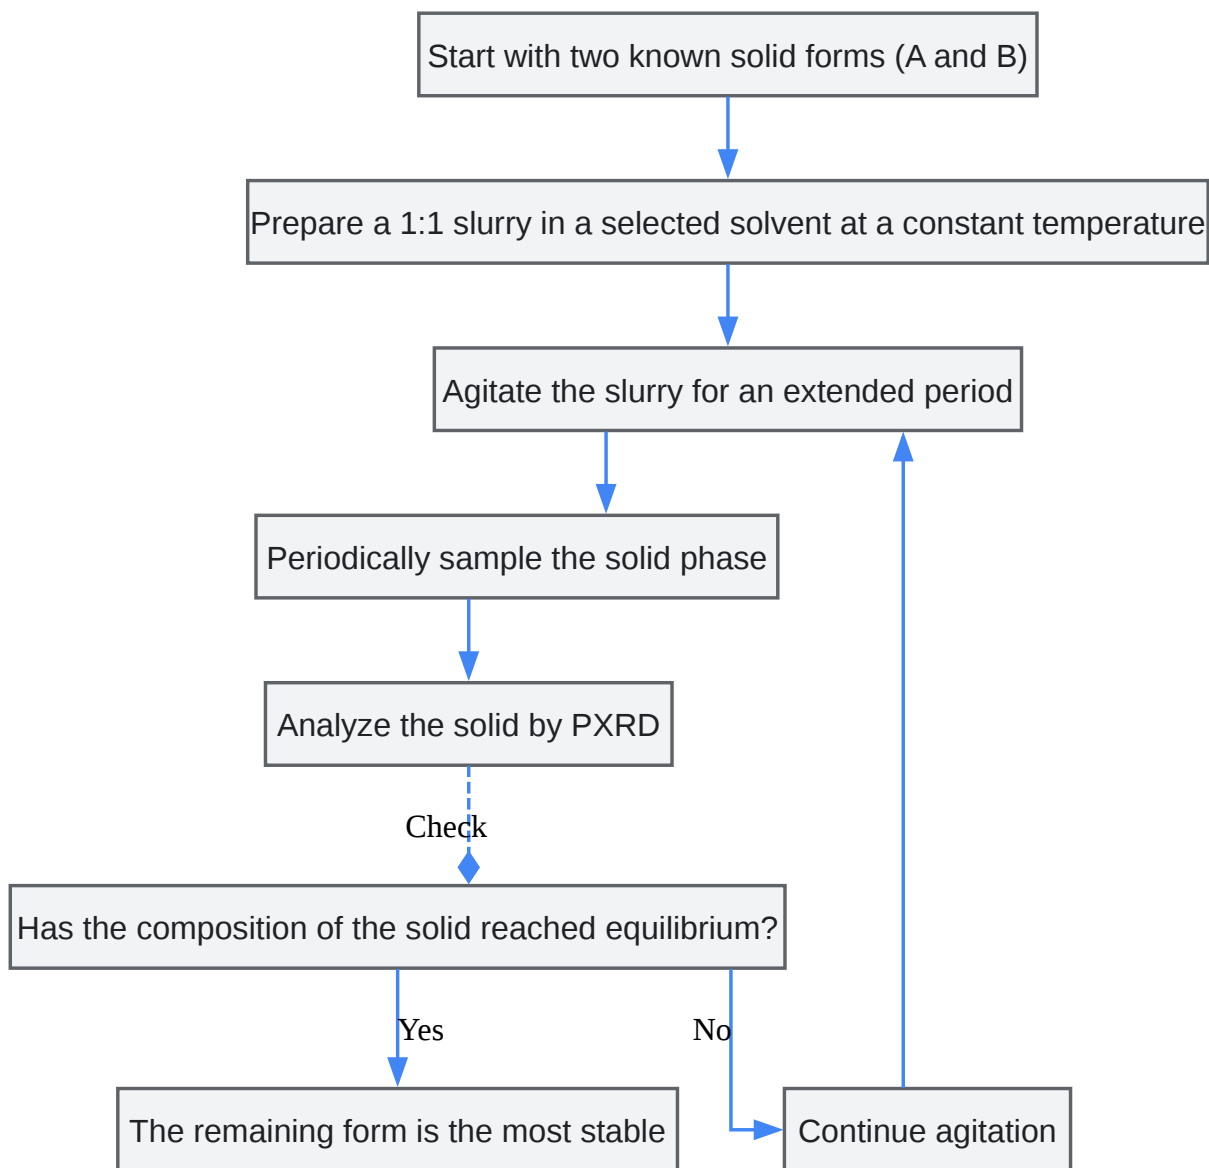 Start with two known solid forms (A and B)
Prepare a 1:1 slurry in a selected solvent at a constant temperature
Agitate the slurry for an extended period
Periodically sample the solid phase
Analyze the solid by PXRD
Check
Has the composition of the solid reached equilibrium?
Yes
No
The remaining form is the most stable
Continue agitation